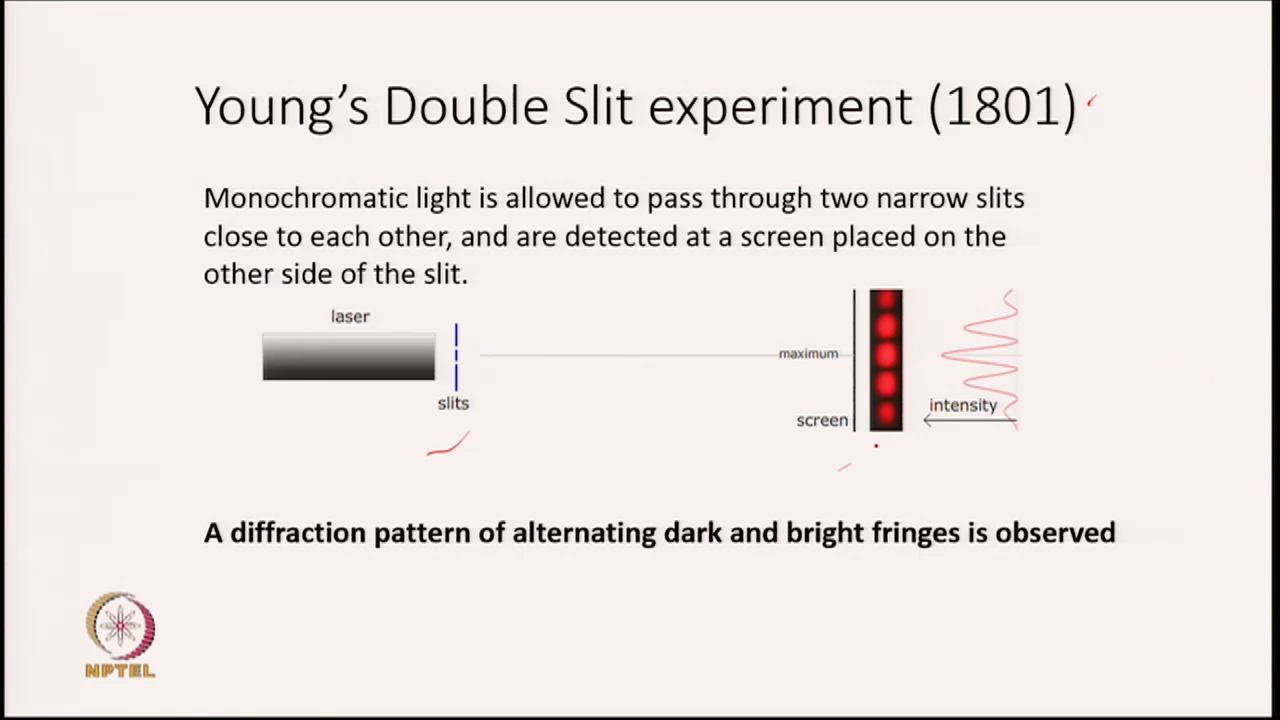 Young’s Double Slit experiment (1801)
Monochromatic light is allowed to pass through two narrow slits
close to each other, and are detected at a screen placed on the
other side of the slit.
laser
slits
maximum
screen
intensity
A diffraction pattern of alternating dark and bright fringes is observed
NPTEL